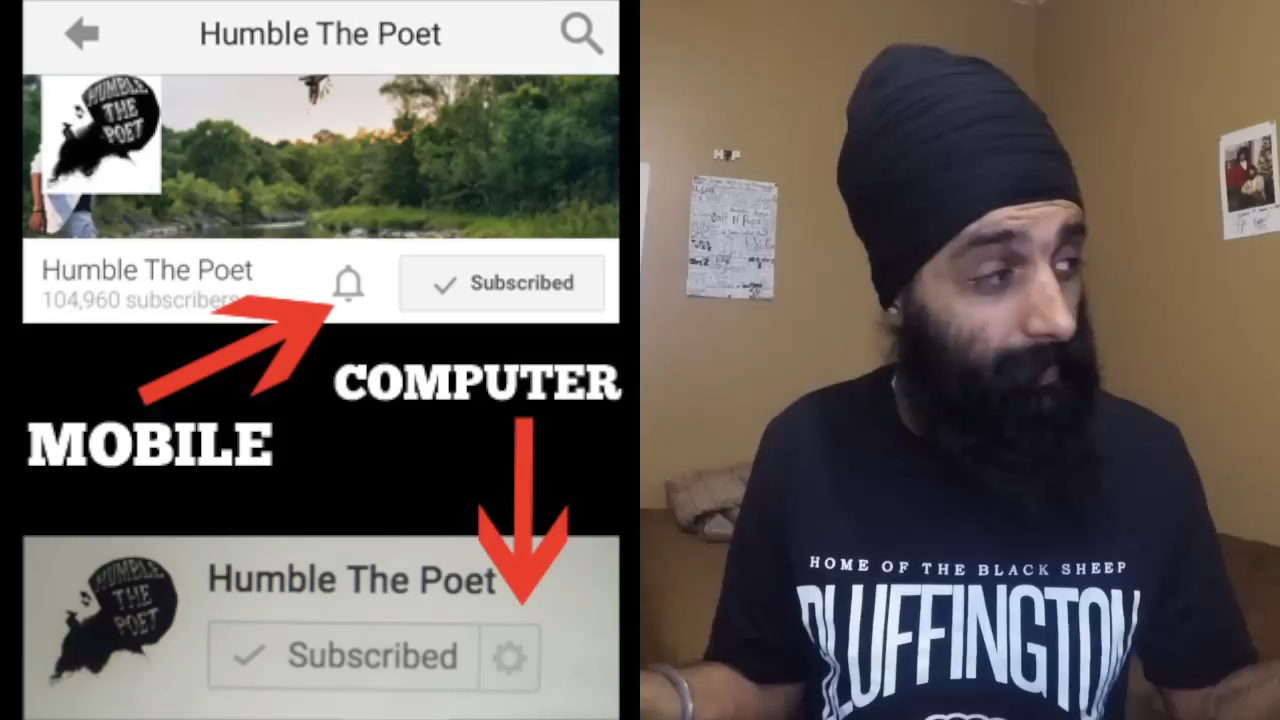 Humble The Poet
HUMBLE
THE
POET
Humble The Poet
104,960 subscribers
Subscribed
COMPUTER
MOBILE
HUMBLE
THE
POET
Humble The Poet
Subscribed
HTP
HOME OF THE BLACK SHEEP
BLUFFINGTON